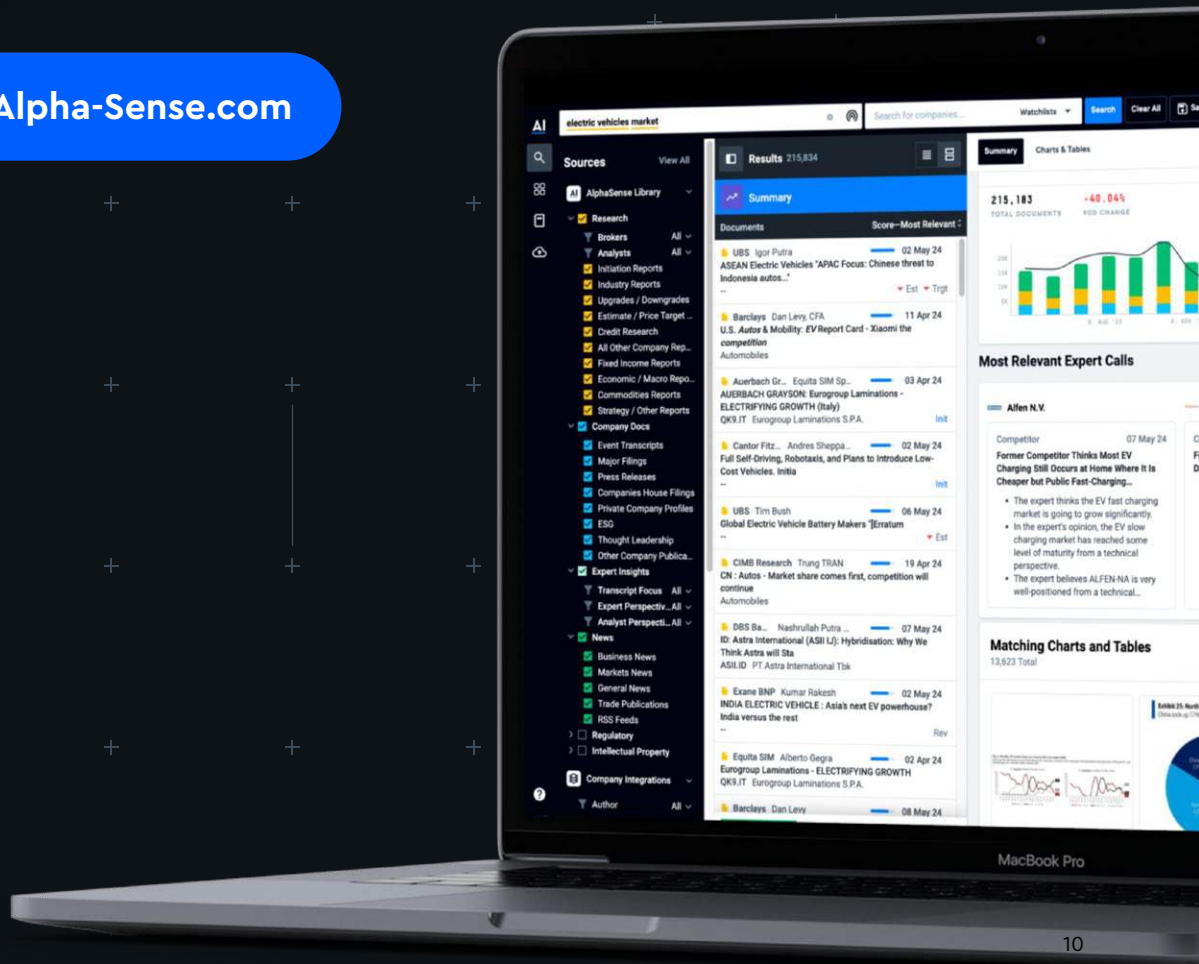 Alpha-Sense.com
AI
electric vehicles market
Search for companies...
Watchlists
Search
Clear All
Sources
View All
AI AlphaSense Library
Research
Brokers All
Analysts All
Initiation Reports
Industry Reports
Upgrades / Downgrades
Estimate / Price Target ...
Credit Research
All Other Company Rep...
Fixed Income Reports
Economic / Macro Repo...
Commodities Reports
Strategy / Other Reports
Company Docs
Event Transcripts
Major Filings
Press Releases
Companies House Filings
Private Company Profiles
ESG
Thought Leadership
Other Company Publica...
Expert Insights
Transcript Focus All
Expert Perspectiv... All
Analyst Perspecti... All
News
Business News
Markets News
General News
Trade Publications
RSS Feeds
Regulatory
Intellectual Property
Company Integrations
Author All
?
Results 215,834
Summary
Documents
Score—Most Relevant
UBS Igor Putra 02 May 24
ASEAN Electric Vehicles "APAC Focus: Chinese threat to
Indonesia autos..."
-- Est Trgt
Barclays Dan Levy, CFA 11 Apr 24
U.S. Autos & Mobility: EV Report Card - Xiaomi the
competition
Automobiles
Auerbach Gr... Equita SIM Sp... 03 Apr 24
AUERBACH GRAYSON: Eurogroup Laminations -
ELECTRIFYING GROWTH (Italy)
QK9.IT Eurogroup Laminations S.P.A. Init
Cantor Fitz... Andres Sheppa... 02 May 24
Full Self-Driving, Robotaxis, and Plans to Introduce Low-
Cost Vehicles. Initia
-- Init
UBS Tim Bush 06 May 24
Global Electric Vehicle Battery Makers "[Erratum
-- Est
CIMB Research Trung TRAN 19 Apr 24
CN : Autos - Market share comes first, competition will
continue
Automobiles
DBS Ba... Nashrullah Putra ... 07 May 24
ID: Astra International (ASII IJ): Hybridisation: Why We
Think Astra will Sta
ASII.ID PT Astra International Tbk
Exane BNP Kumar Rakesh 02 May 24
INDIA ELECTRIC VEHICLE : Asia's next EV powerhouse?
India versus the rest
-- Rev
Equita SIM Alberto Gegra 02 Apr 24
Eurogroup Laminations - ELECTRIFYING GROWTH
QK9.IT Eurogroup Laminations S.P.A.
Barclays Dan Levy 08 May 24
Summary
Charts & Tables
215,183 -40.04%
TOTAL DOCUMENTS 90D CHANGE
Most Relevant Expert Calls
Alfen N.V.
Competitor 07 May 24
Former Competitor Thinks Most EV
Charging Still Occurs at Home Where It Is
Cheaper but Public Fast-Charging...
• The expert thinks the EV fast charging
market is going to grow significantly.
• In the expert's opinion, the EV slow
charging market has reached some
level of maturity from a technical
perspective.
• The expert believes ALFEN-NA is very
well-positioned from a technical...
Matching Charts and Tables
13,623 Total
MacBook Pro
10